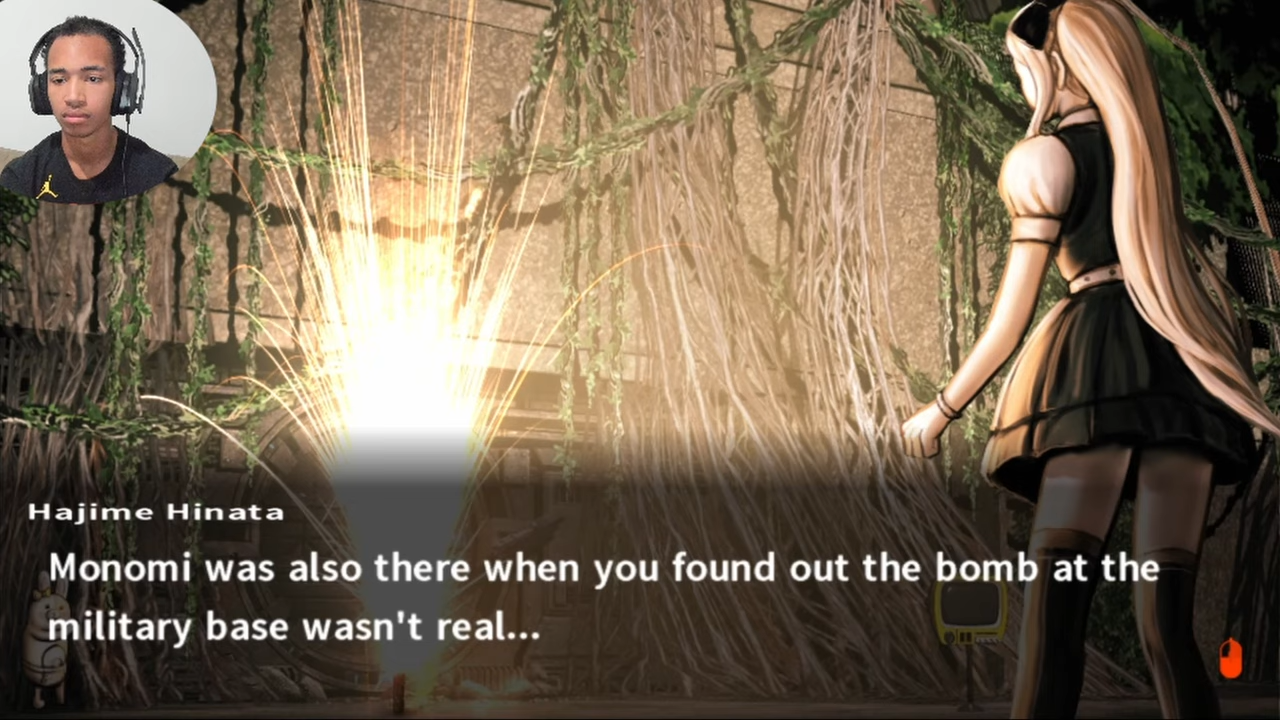 Hajime Hinata
Monomi was also there when you found out the bomb at the
military base wasn't real...